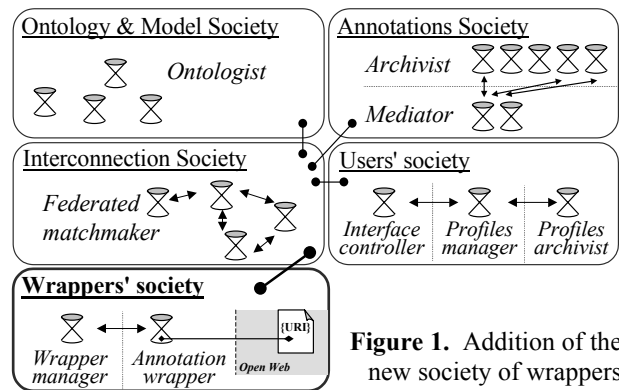 Ontology & Model Society
Ontologist
Annotations Society
Archivist
Mediator
Interconnection Society
Federated
matchmaker
Users' society
Interface
controller
Profiles
manager
Profiles
archivist
Wrappers' society
Wrapper
manager
Annotation
wrapper
{URI}
Open Web
Figure 1. Addition of the
new society of wrappers